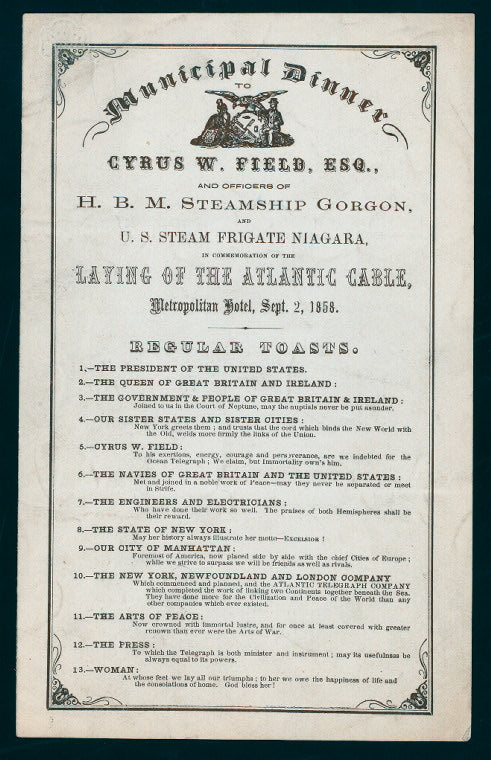 Municipal Dinner
TO
CYRUS W. FIELD, ESQ.,
AND OFFICERS OF
H. B. M. STEAMSHIP GORGON,
AND
U. S. STEAM FRIGATE NIAGARA,
IN COMMEMORATION OF THE
LAYING OF THE ATLANTIC CABLE,
Metropolitan Hotel, Sept. 2, 1858.
REGULAR TOASTS.
1,—THE PRESIDENT OF THE UNITED STATES.
2.—THE QUEEN OF GREAT BRITAIN AND IRELAND:
3.—THE GOVERNMENT & PEOPLE OF GREAT BRITAIN & IRELAND:
Joined to us in the Court of Neptune, may the nuptials never be put asunder.
4.—OUR SISTER STATES AND SISTER CITIES:
New York greets them; and trusts that the cord which binds the New World with
the Old, welds more firmly the links of the Union.
5.—CYRUS W. FIELD:
To his exertions, energy, courage and perseverance, are we indebted for the
Ocean Telegraph; We claim, but Immortality own's him.
6.—THE NAVIES OF GREAT BRITAIN AND THE UNITED STATES:
Met and joined in a noble work of Peace—may they never be separated or meet
in Strife.
7.—THE ENGINEERS AND ELECTRICIANS:
Who have done their work so well. The praises of both Hemispheres shall be
their reward.
8.—THE STATE OF NEW YORK:
May her history always illustrate her motto—EXCELSIOR!
9.—OUR CITY OF MANHATTAN:
Foremost of America, now placed side by side with the chief Cities of Europe;
while we strive to surpass we will be friends as well as rivals.
10.—THE NEW YORK, NEWFOUNDLAND AND LONDON COMPANY
Which commenced and planned, and the ATLANTIC TELEGRAPH COMPANY
which completed the work of linking two Continents together beneath the Sea.
They have done more for the Civilization and Peace of the World than any
other companies which ever existed.
11.—THE ARTS OF PEACE:
Now crowned with immortal lustre, and for once at least covered with greater
renown than ever were the Arts of War.
12.—THE PRESS:
To which the Telegraph is both minister and instrument; may its usefulness be
always equal to its powers.
13.—WOMAN:
At whose feet we lay all our triumphs; to her we owe the happiness of life and
the consolations of home. God bless her!